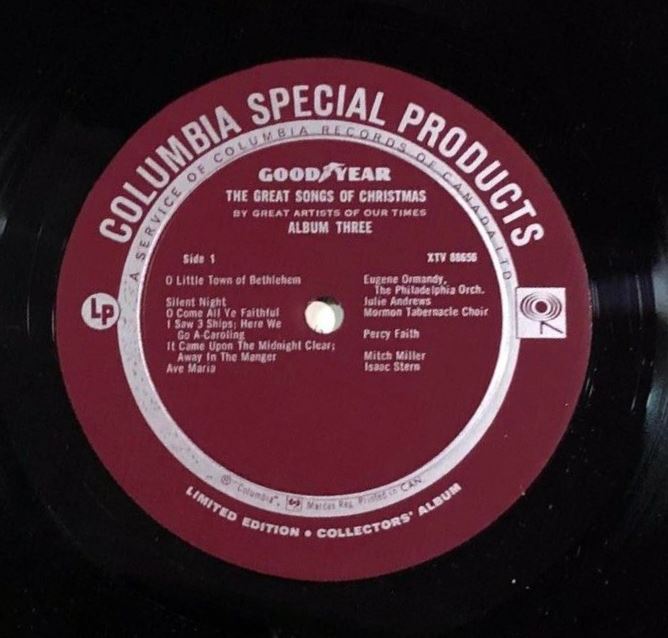 COLUMBIA SPECIAL PRODUCTS
A SERVICE OF COLUMBIA RECORDS OF CANADA LTD
GOOD YEAR
THE GREAT SONGS OF CHRISTMAS
BY GREAT ARTISTS OF OUR TIMES
ALBUM THREE
Side 1 XTV 88656
O Little Town of Bethlehem Eugene Ormandy,
The Philadelphia Orch.
Silent Night Julie Andrews
O Come All Ye Faithful Mormon Tabernacle Choir
I Saw 3 Ships; Here We
Go A-Caroling Percy Faith
It Came Upon The Midnight Clear;
Away In The Manger Mitch Miller
Ave Maria Isaac Stern
LP
® "Columbia", Marcas Reg. Printed in CAN.
LIMITED EDITION • COLLECTORS' ALBUM